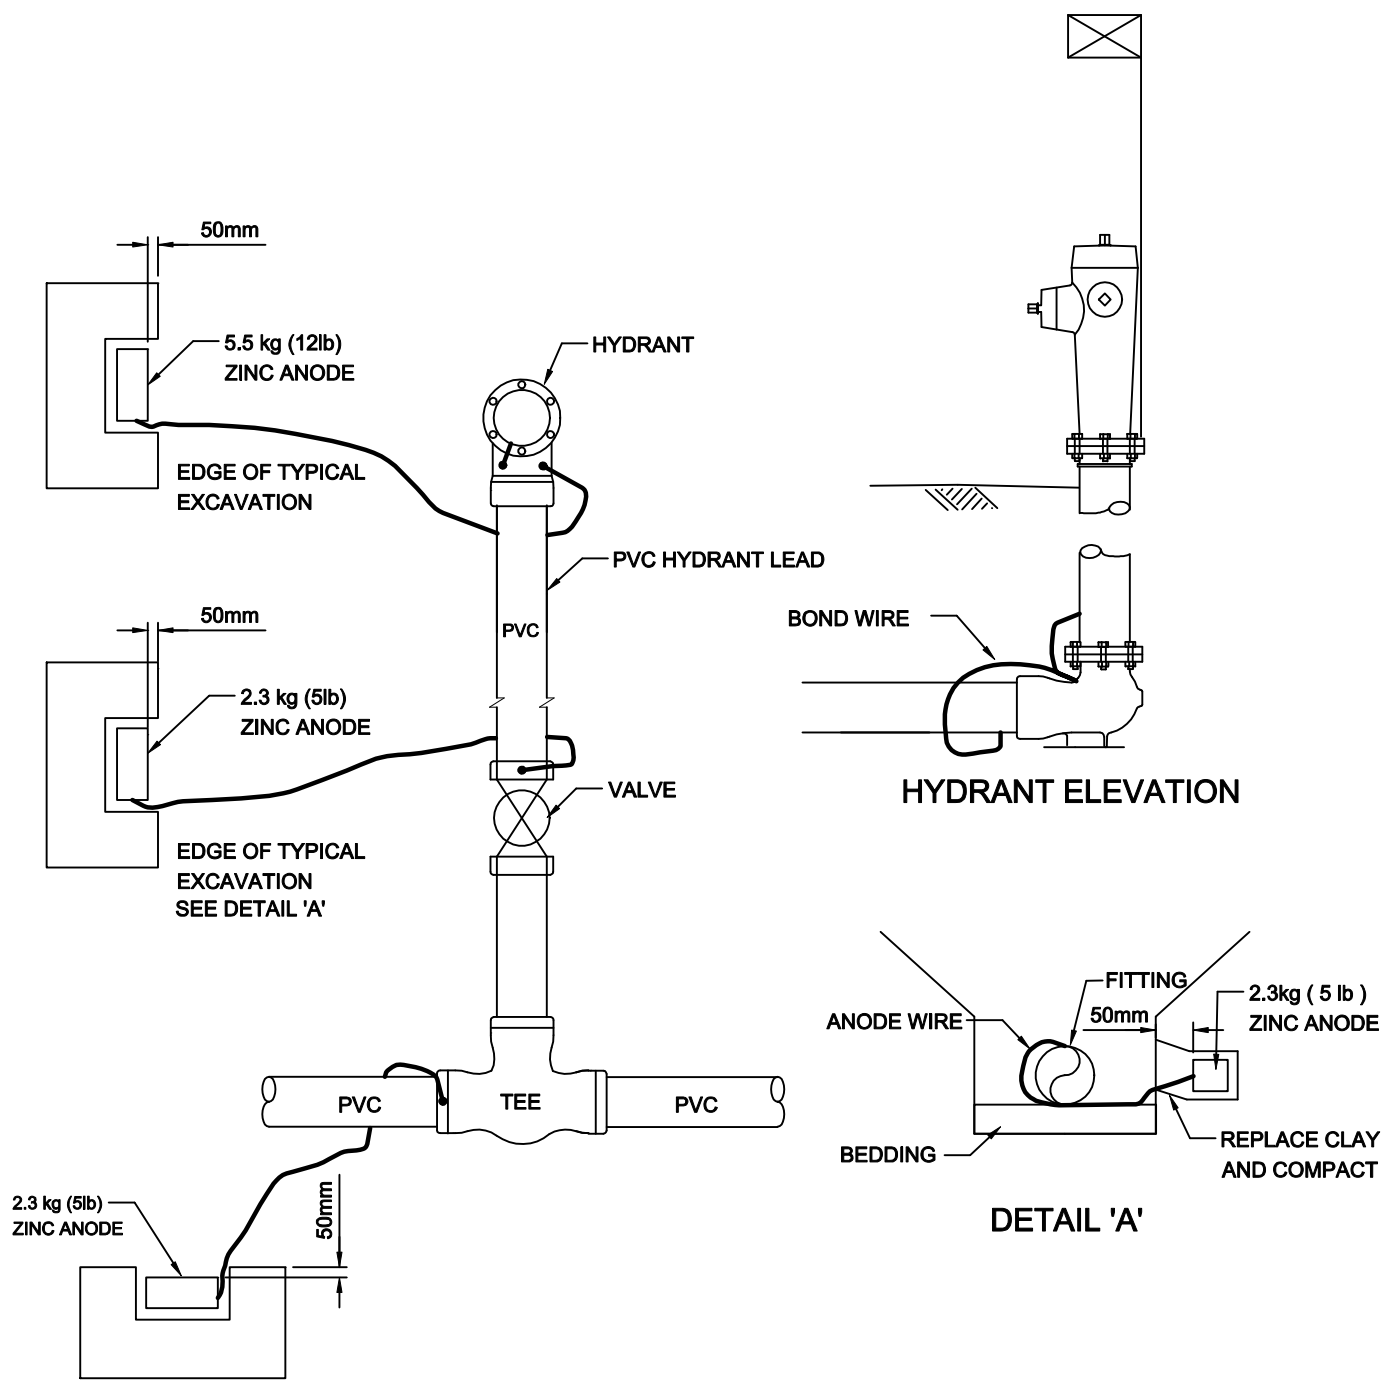 50mm
5.5 kg (12lb)
ZINC ANODE
EDGE OF TYPICAL
EXCAVATION
HYDRANT
PVC HYDRANT LEAD
PVC
50mm
2.3 kg (5lb)
ZINC ANODE
EDGE OF TYPICAL
EXCAVATION
SEE DETAIL 'A'
VALVE
PVC
TEE
PVC
2.3 kg (5lb)
ZINC ANODE
50mm
BOND WIRE
HYDRANT ELEVATION
FITTING
ANODE WIRE
50mm
2.3kg ( 5 lb )
ZINC ANODE
BEDDING
REPLACE CLAY
AND COMPACT
DETAIL 'A'